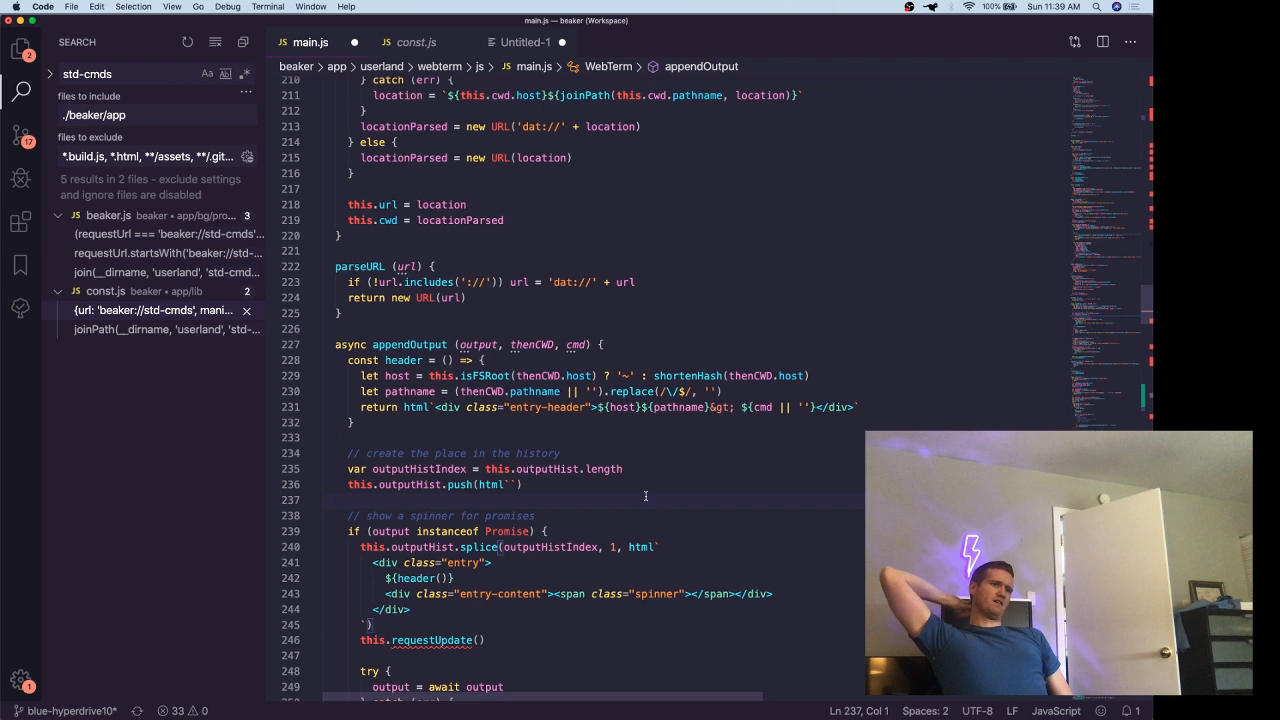 Code File Edit Selection View Go Debug Terminal Window Help 100% Sun 11:39 AM
main.js — beaker (Workspace)
2
SEARCH
main.js const.js Untitled-1
std-cmds Aa Abl .*
beaker > app > userland > webterm > js > main.js > WebTerm > appendOutput
files to include ...
./beaker
files to exclude
*.build.js, *.html, **/asset...
17
5 results in 2 files - exclude settings
and ignore files are disabled
beaker.js beaker • app/bg/pro... 3
(requestUrl === 'beaker://std-cmds'
requestUrl.startsWith('beaker://std-...
join(__dirname, 'userland', 'std-cmd...
const.js beaker • app/lib 2
{url: 'beaker://std-cmds', mani...
joinPath(__dirname, 'userland', 'std-...
210 } catch (err) {
211 location = `${this.cwd.host}${joinPath(this.cwd.pathname, location)}`
212 }
213 locationParsed = new URL('dat://' + location)
214 } else {
215 locationParsed = new URL(location)
216 }
217
218 this.url = location
219 this.cwd = locationParsed
220 }
221
222 parseURL (url) {
223 if (!url.includes('://')) url = 'dat://' + url
224 return new URL(url)
225 }
226
227 async appendOutput (output, thenCWD, cmd) {
228 const header = () => {
229 let host = this.isFSRoot(thenCWD.host) ? '~' : shortenHash(thenCWD.host)
230 let pathname = (thenCWD.pathname || '').replace(/\/$/, '')
231 return html`<div class="entry-header">${host}${pathname}&gt; ${cmd || ''}</div>`
232 }
233
234 // create the place in the history
235 var outputHistIndex = this.outputHist.length
236 this.outputHist.push(html``)
237
238 // show a spinner for promises
239 if (output instanceof Promise) {
240 this.outputHist.splice(outputHistIndex, 1, html`
241 <div class="entry">
242 ${header()}
243 <div class="entry-content"><span class="spinner"></span></div>
244 </div>
245 `)
246 this.requestUpdate()
247
248 try {
249 output = await output
1
blue-hyperdrive10* 33 0 Ln 237, Col 1 Spaces: 2 UTF-8 LF JavaScript 1